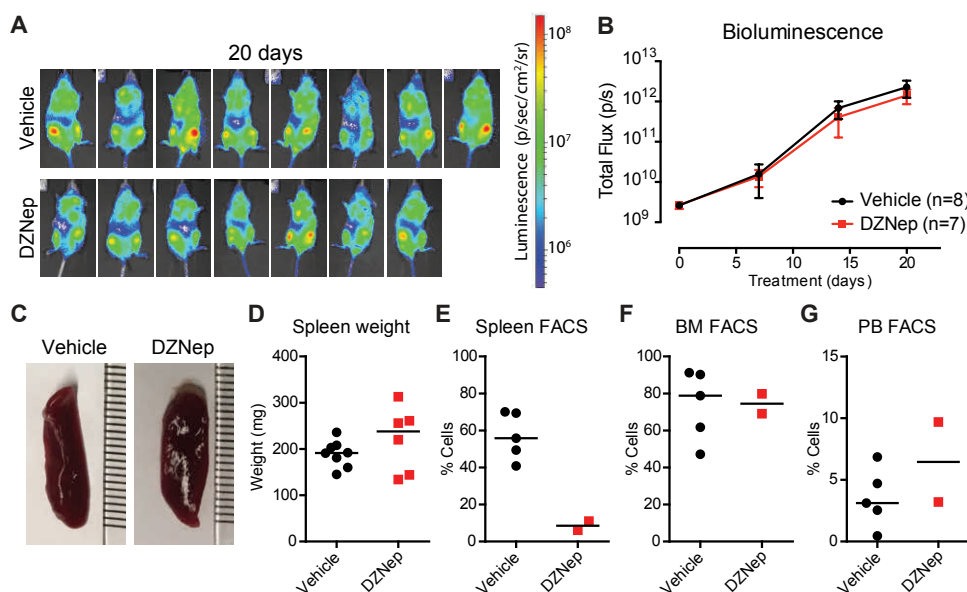 A
20 days
Vehicle
DZNep
Luminescence (p/sec/cm²/sr)
10⁸
10⁷
10⁶
B
Bioluminescence
Total Flux (p/s)
10¹³
10¹²
10¹¹
10¹⁰
10⁹
Vehicle (n=8)
DZNep (n=7)
0 5 10 15 20
Treatment (days)
C
Vehicle
DZNep
D
Spleen weight
Weight (mg)
400
300
200
100
0
Vehicle
DZNep
E
Spleen FACS
% Cells
100
80
60
40
20
0
Vehicle
DZNep
F
BM FACS
% Cells
100
80
60
40
20
0
Vehicle
DZNep
G
PB FACS
% Cells
15
10
5
0
Vehicle
DZNep